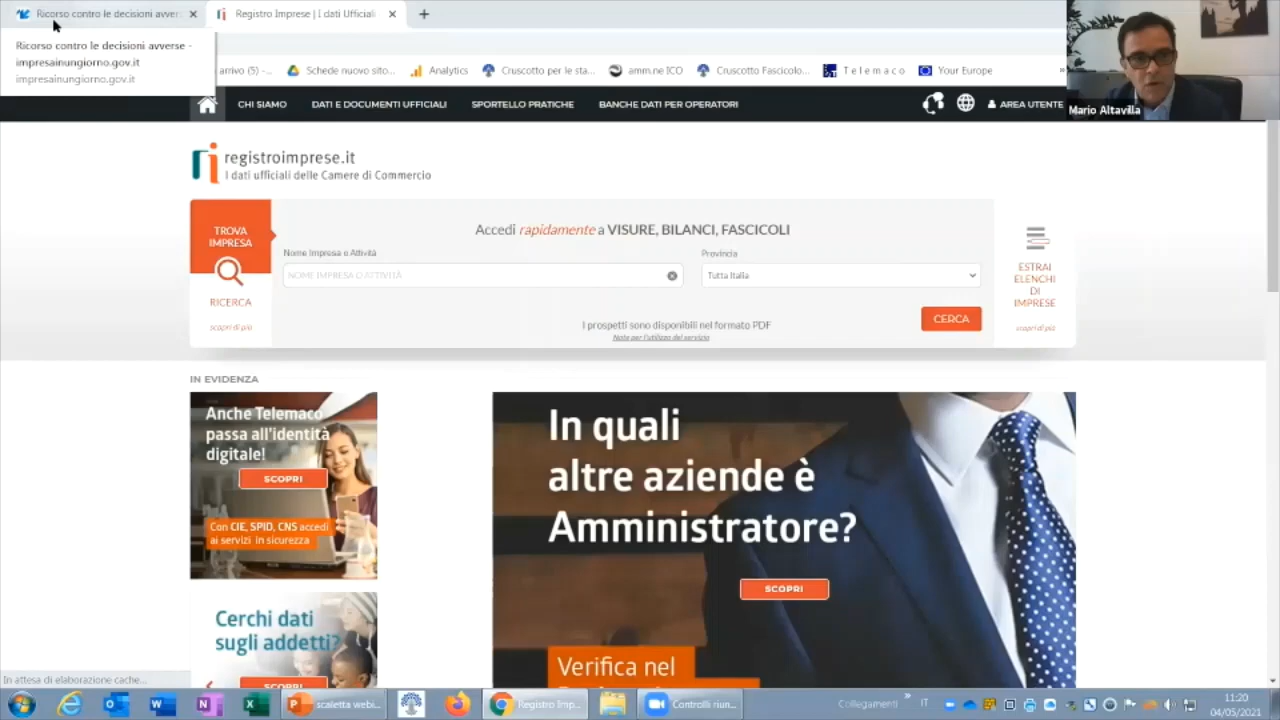 Ricorso contro le decisioni avver
Registro Imprese | I dati Ufficiali
Ricorso contro le decisioni avverse -
impresainungiorno.gov.it
impresainungiorno.gov.it
arrivo (5) -...
Schede nuovo sito...
Analytics
Cruscotto per le sta...
amm.ne ICO
Cruscotto Fascicolo...
T e l e m a c o
Your Europe
»
Mario Altavilla
CHI SIAMO
DATI E DOCUMENTI UFFICIALI
SPORTELLO PRATICHE
BANCHE DATI PER OPERATORI
AREA UTENTE
registroimprese.it
I dati ufficiali delle Camere di Commercio
TROVA
IMPRESA
RICERCA
scopri di più
Accedi rapidamente a VISURE, BILANCI, FASCICOLI
Nome Impresa o Attività
NOME IMPRESA O ATTIVITÀ
Provincia
Tutta Italia
I prospetti sono disponibili nel formato PDF
Note per l'utilizzo del servizio
CERCA
ESTRAI
ELENCHI
DI
IMPRESE
scopri di più
IN EVIDENZA
Anche Telemaco
passa all'identità
digitale!
SCOPRI
Con CIE, SPID, CNS accedi
ai servizi in sicurezza
Cerchi dati
sugli addetti?
SCOPRI
In quali
altre aziende è
Amministratore?
SCOPRI
Verifica nel
In attesa di elaborazione cache...
scaletta webi...
Registro Imp...
Controlli riun...
Collegamenti
»
IT
11:20
04/05/2021